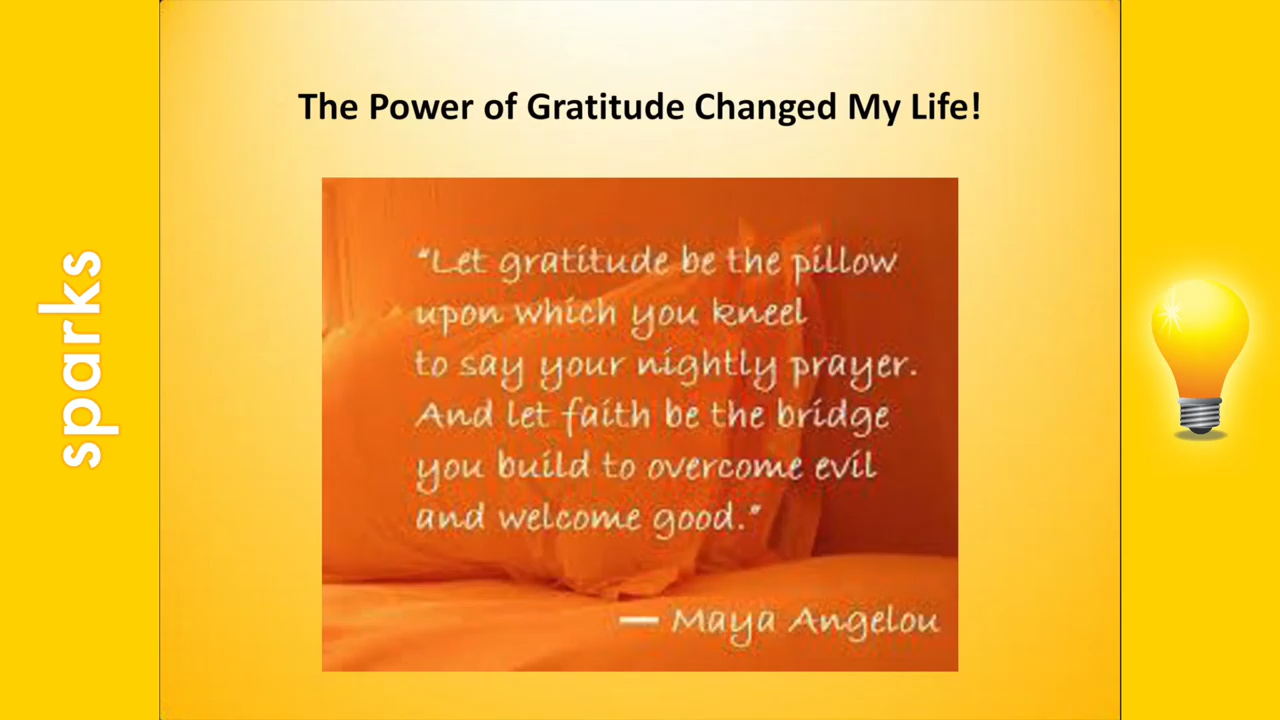 The Power of Gratitude Changed My Life!
“Let gratitude be the pillow
upon which you kneel
to say your nightly prayer.
And let faith be the bridge
you build to overcome evil
and welcome good.”
— Maya Angelou
sparks